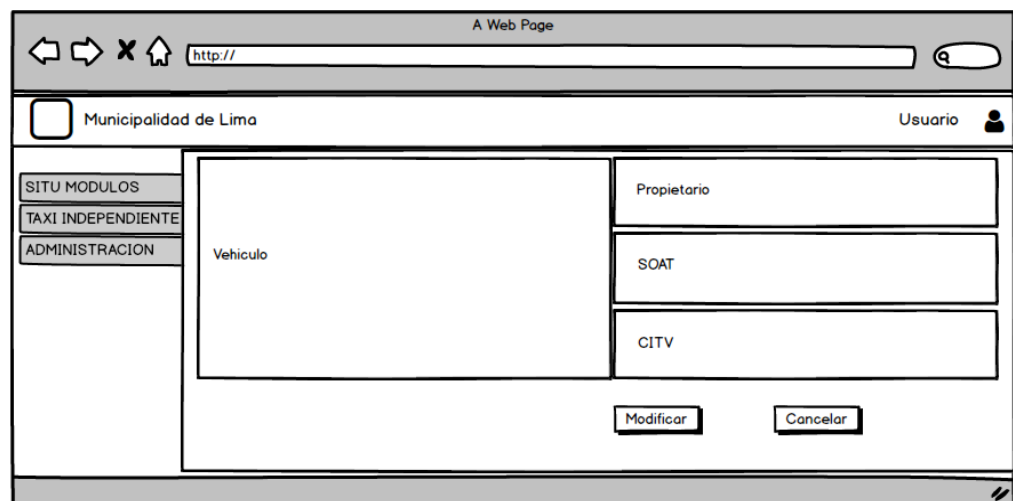 A Web Page
http://
Municipalidad de Lima
Usuario
SITU MODULOS
TAXI INDEPENDIENTE
ADMINISTRACION
Vehiculo
Propietario
SOAT
CITV
Modificar
Cancelar